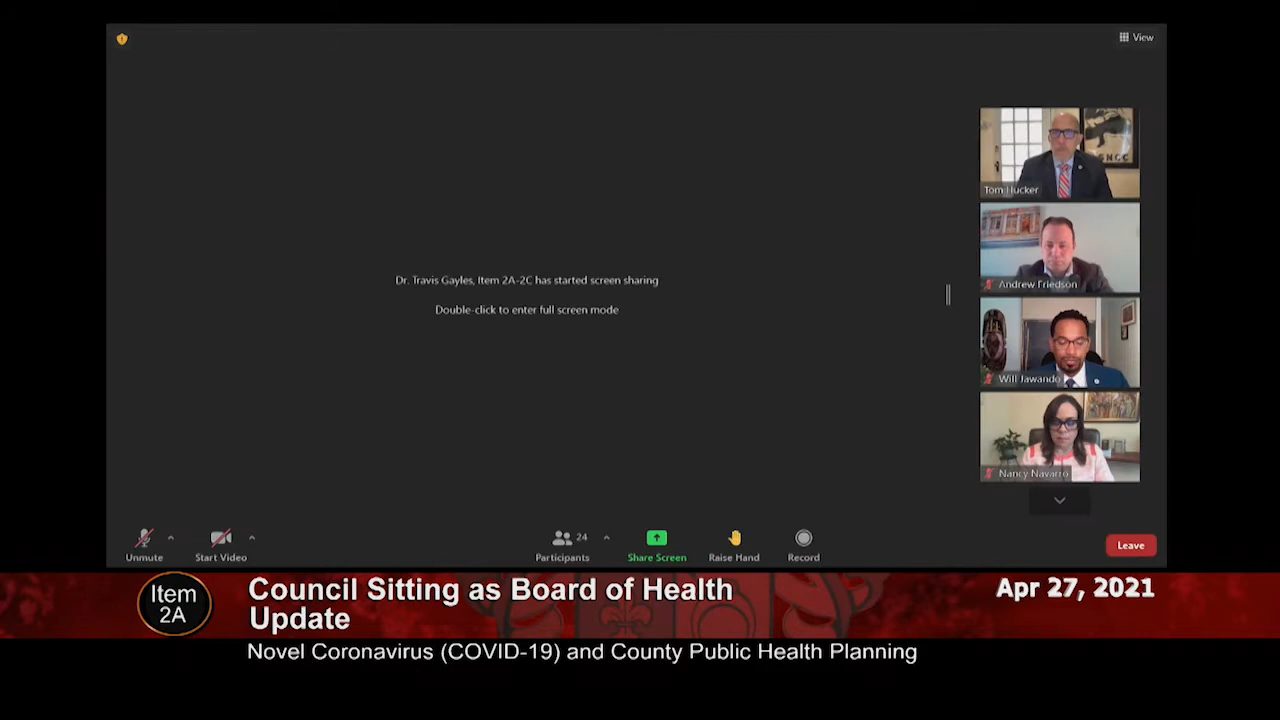 View
SNCC
Tom Hucker
Andrew Friedson
Will Jawando
Nancy Navarro
Dr. Travis Gayles, Item 2A-2C has started screen sharing
Double-click to enter full screen mode
Unmute
Start Video
24
Participants
Share Screen
Raise Hand
Record
Leave
Item
2A
Council Sitting as Board of Health
Update
Apr 27, 2021
Novel Coronavirus (COVID-19) and County Public Health Planning